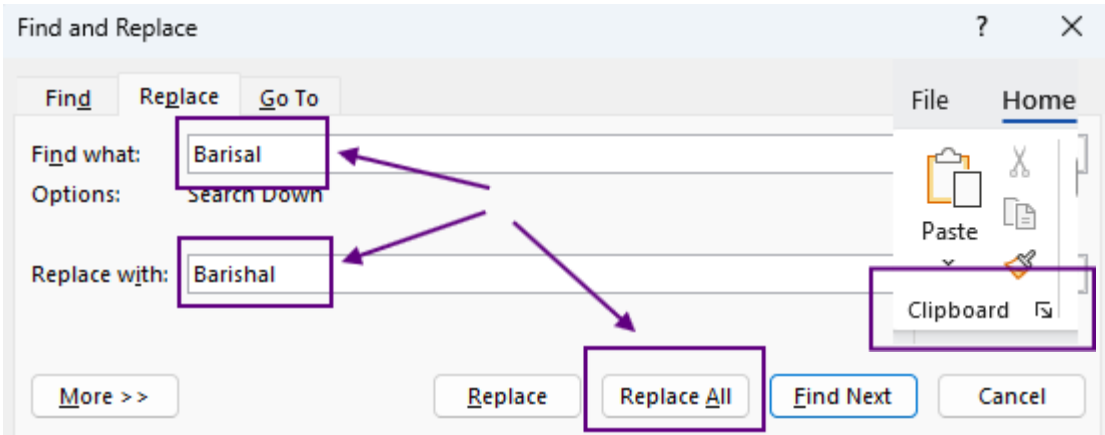 Find and Replace ?
Find Replace Go To
File Home
Find what: Barisal
Options: Search Down
Paste
Replace with: Barishal
Clipboard
More >> Replace Replace All Find Next Cancel